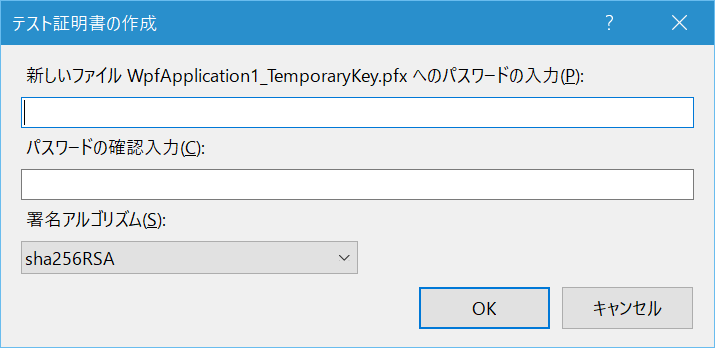 テスト証明書の作成
?
新しいファイル WpfApplication1_TemporaryKey.pfx へのパスワードの入力(P):
パスワードの確認入力(C):
署名アルゴリズム(S):
sha256RSA
OK
キャンセル